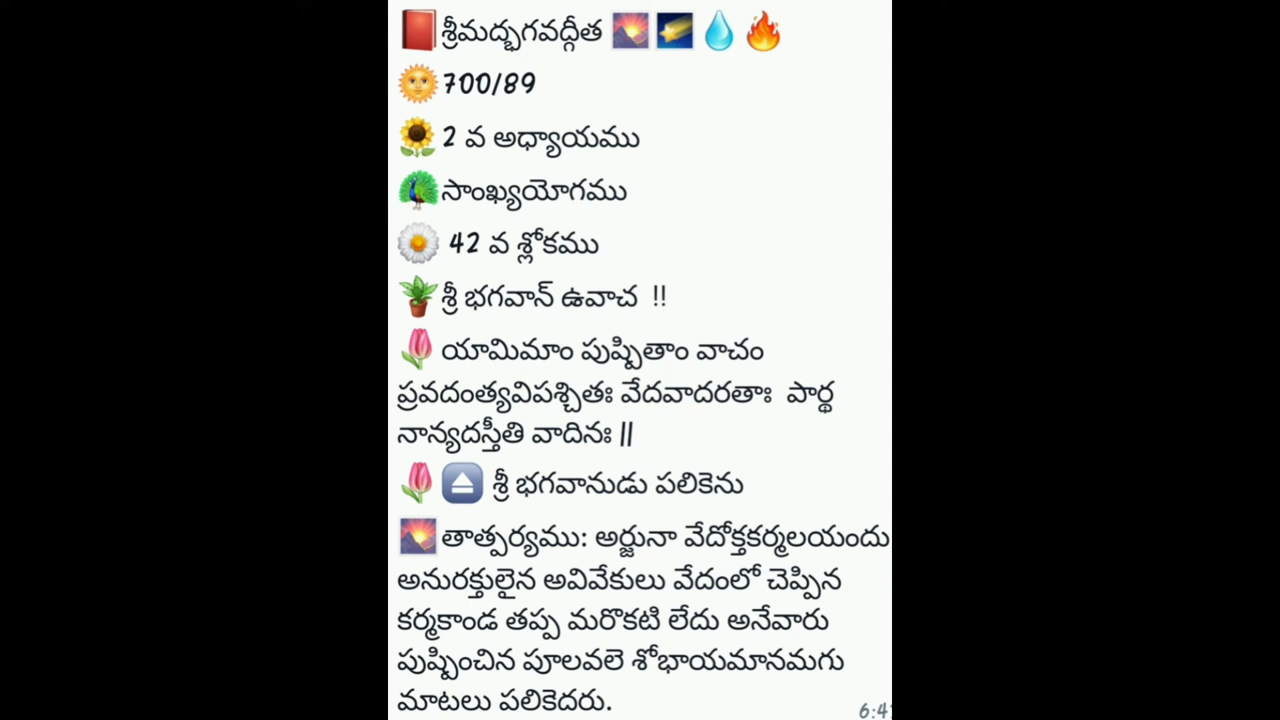 శ్రీమద్భగవద్గీత
700/89
2 వ అధ్యాయము
సాంఖ్యయోగము
42 వ శ్లోకము
శ్రీ భగవాన్ ఉవాచ !!
యామిమాం పుష్పితాం వాచం
ప్రవదంత్యవిపశ్చితః వేదవాదరతాః పార్థ
నాన్యదస్తీతి వాదినః ||
శ్రీ భగవానుడు పలికెను
తాత్పర్యము: అర్జునా వేదోక్తకర్మలయందు
అనురక్తులైన అవివేకులు వేదంలో చెప్పిన
కర్మకాండ తప్ప మరొకటి లేదు అనేవారు
పుష్పించిన పూలవలె శోభాయమానమగు
మాటలు పలికెదరు.